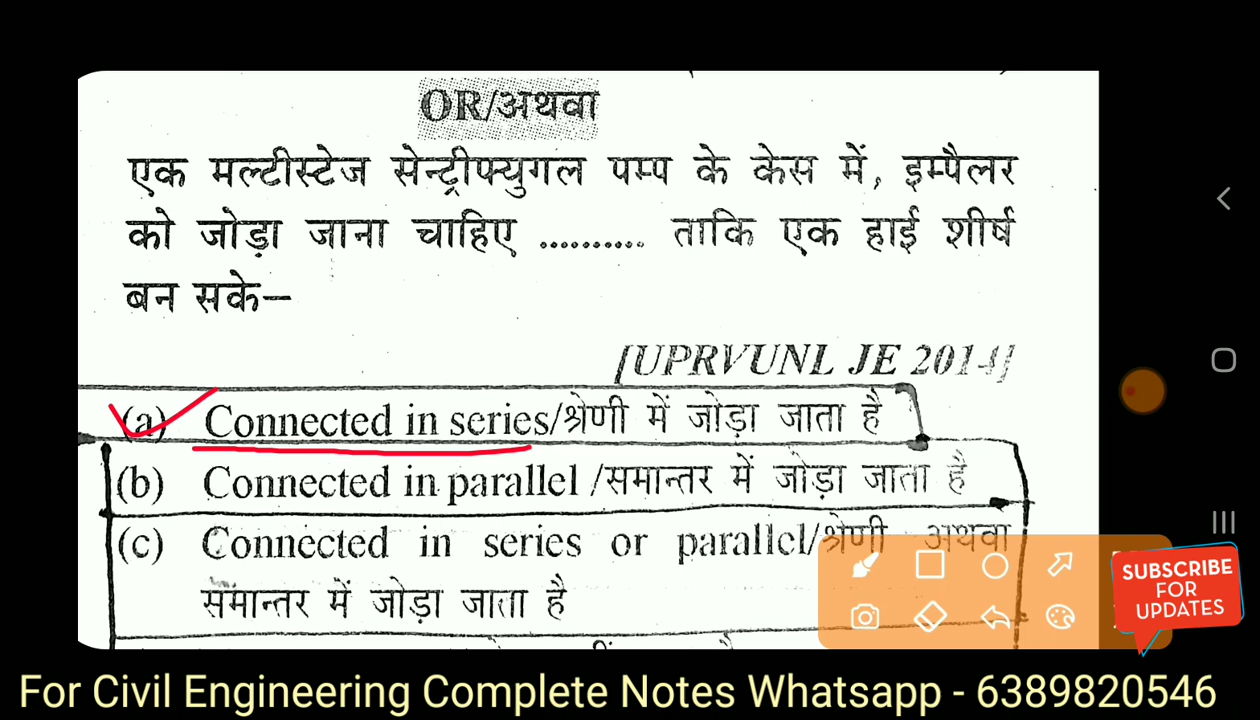 OR/अथवा
एक मल्टीस्टेज सेन्ट्रीफ्युगल पम्प के केस में, इम्पैलर
को जोड़ा जाना चाहिए ........... ताकि एक हाई शीर्ष
बन सके–
[UPRVUNL JE 2014]
(a) Connected in series/श्रेणी में जोड़ा जाता है
(b) Connected in parallel /समान्तर में जोड़ा जाता है
(c) Connected in series or parallel/श्रेणी अथवा
समान्तर में जोड़ा जाता है
SUBSCRIBE
FOR
UPDATES
For Civil Engineering Complete Notes Whatsapp - 6389820546